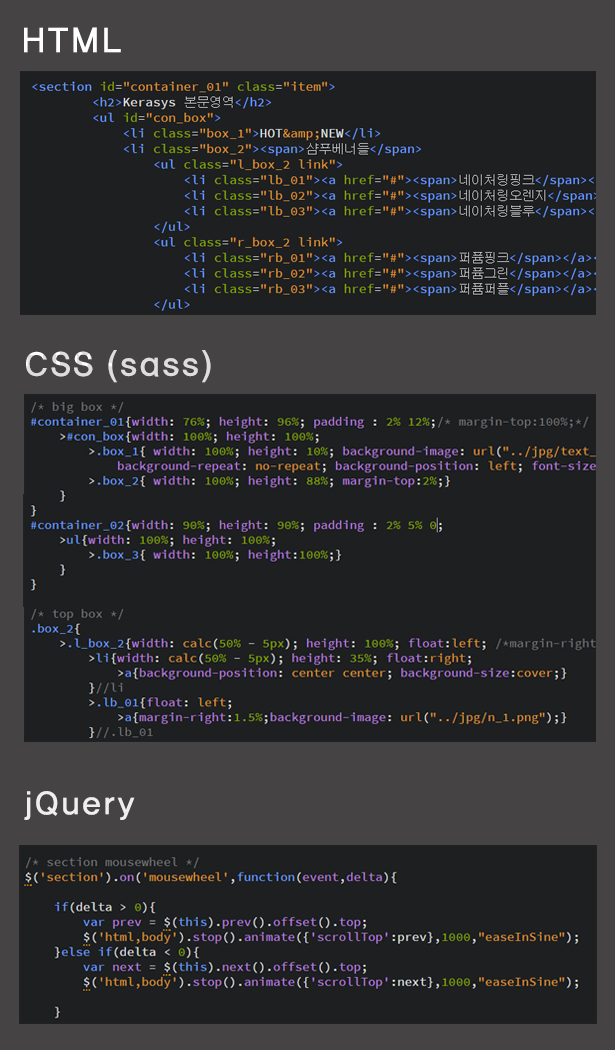 HTML
<section id="container_01" class="item">
<h2>Kerasys 본문영역</h2>
<ul id="con_box">
<li class="box_1">HOT&amp;NEW</li>
<li class="box_2"><span>샴푸베너들</span>
<ul class="l_box_2 link">
<li class="lb_01"><a href="#"><span>네이처링핑크</span><
<li class="lb_02"><a href="#"><span>네이처링오렌지</span>
<li class="lb_03"><a href="#"><span>네이처링블루</span><
</ul>
<ul class="r_box_2 link">
<li class="rb_01"><a href="#"><span>퍼퓸핑크</span></a><
<li class="rb_02"><a href="#"><span>퍼퓸그린</span></a><
<li class="rb_03"><a href="#"><span>퍼퓸퍼플</span></a><
</ul>
CSS (sass)
/* big box */
#container_01{width: 76%; height: 96%; padding : 2% 12%;/* margin-top:100%;*/
>#con_box{width: 100%; height: 100%;
>.box_1{ width: 100%; height: 10%; background-image: url("../jpg/text_
background-repeat: no-repeat; background-position: left; font-size
>.box_2{ width: 100%; height: 88%; margin-top:2%;}
}
}
#container_02{width: 90%; height: 90%; padding : 2% 5% 0;
>ul{width: 100%; height: 100%;
>.box_3{ width: 100%; height:100%;}
}
}
/* top box */
.box_2{
>.l_box_2{width: calc(50% - 5px); height: 100%; float:left; /*margin-right
>li{width: calc(50% - 5px); height: 35%; float:right;
>a{background-position: center center; background-size:cover;}
}//li
>.lb_01{float: left;
>a{margin-right:1.5%;background-image: url("../jpg/n_1.png");}
}//.lb_01
jQuery
/* section mousewheel */
$('section').on('mousewheel',function(event,delta){
if(delta > 0){
var prev = $(this).prev().offset().top;
$('html,body').stop().animate({'scrollTop':prev},1000,"easeInSine");
}else if(delta < 0){
var next = $(this).next().offset().top;
$('html,body').stop().animate({'scrollTop':next},1000,"easeInSine");
}